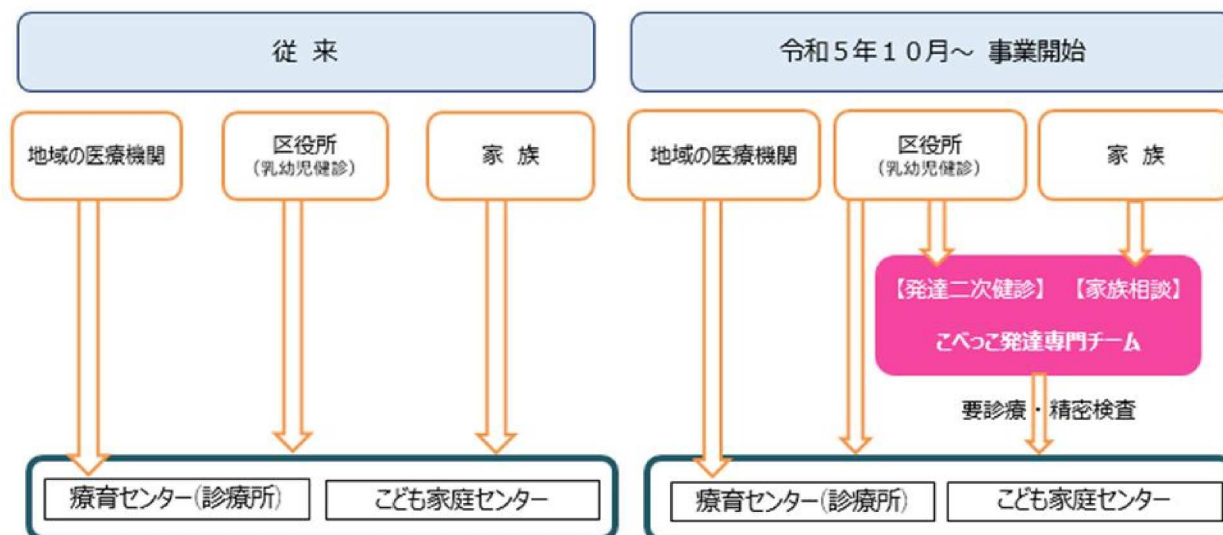 従 来
地域の医療機関
区役所
(乳幼児健診)
家 族
療育センター(診療所)
こども家庭センター
令和5年10月～ 事業開始
地域の医療機関
区役所
(乳幼児健診)
家 族
【発達二次健診】 【家族相談】
こべっこ発達専門チーム
要診療・精密検査
療育センター(診療所)
こども家庭センター